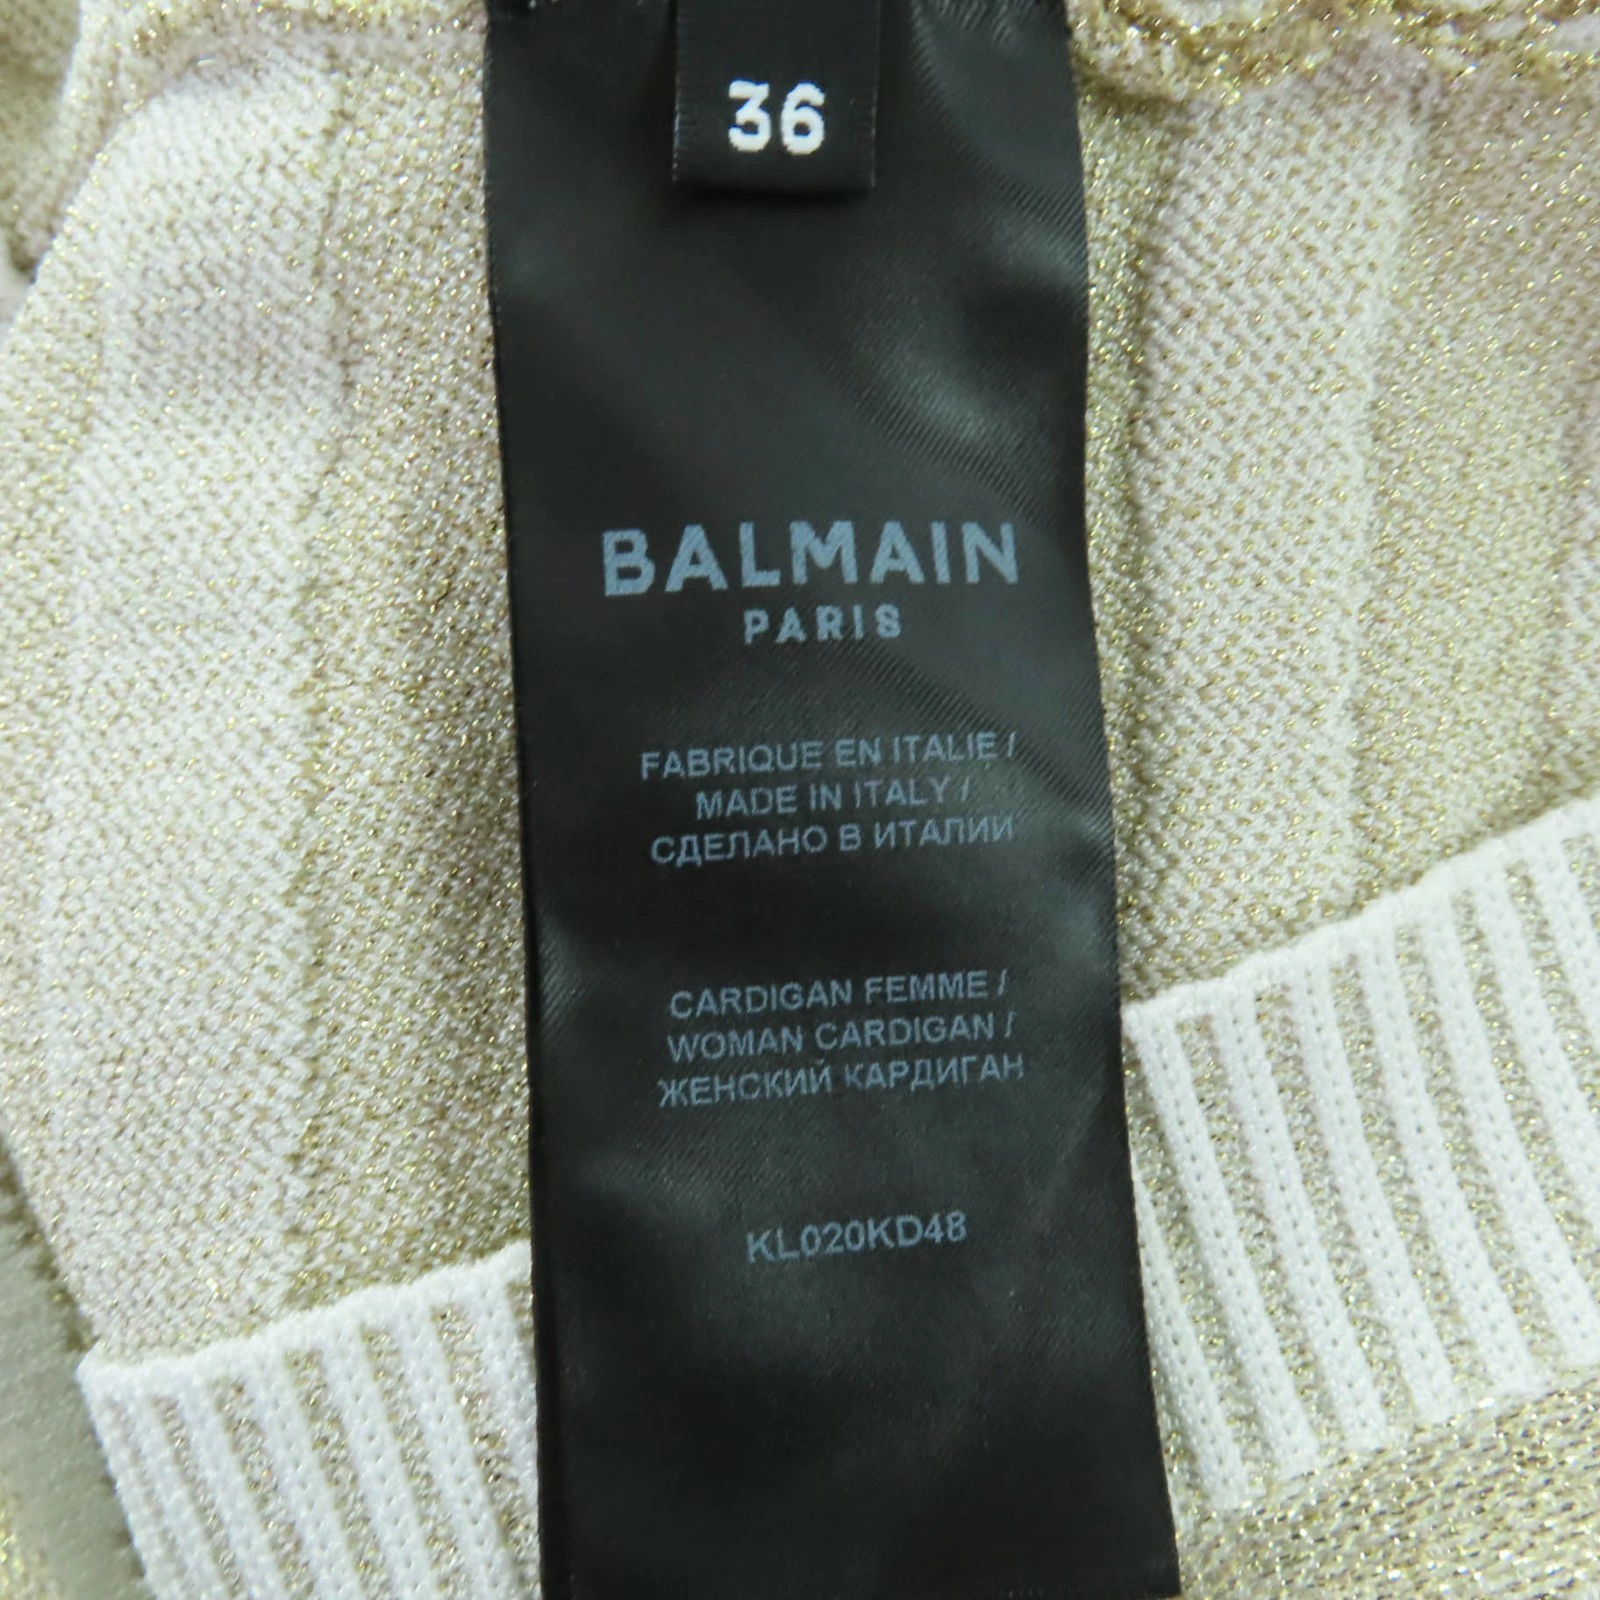 36
BALMAIN
PARIS
FABRIQUE EN ITALIE /
MADE IN ITALY /
СДЕЛАНО В ИТАЛИИ
CARDIGAN FEMME /
WOMAN CARDIGAN /
ЖЕНСКИЙ КАРДИГАН
KL020KD48